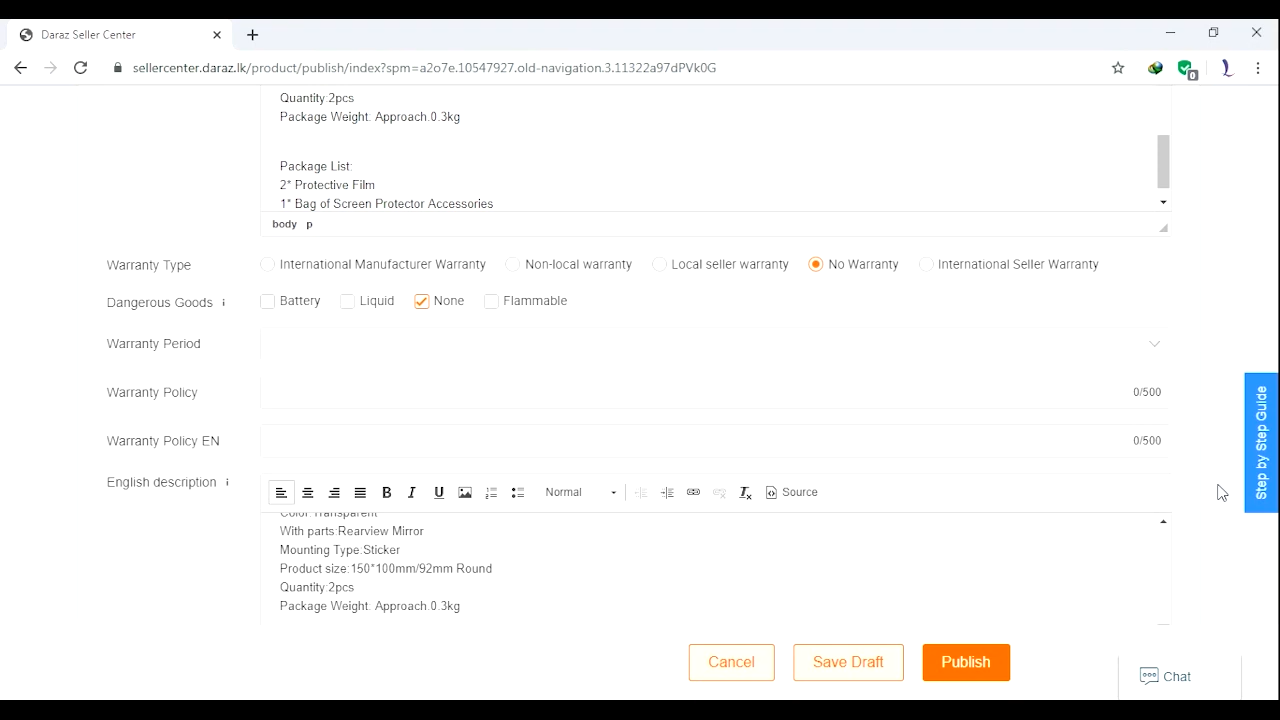 Daraz Seller Center
sellercenter.daraz.lk/product/publish/index?spm=a2o7e.10547927.old-navigation.3.11322a97dPVk0G
0
Quantity:2pcs
Package Weight: Approach.0.3kg
Package List:
2* Protective Film
1* Bag of Screen Protector Accessories
body p
Warranty Type International Manufacturer Warranty Non-local warranty Local seller warranty No Warranty International Seller Warranty
Dangerous Goods i Battery Liquid None Flammable
Warranty Period
Warranty Policy 0/500
Warranty Policy EN 0/500
English description i
B I U Normal Source
Color:Transparent
With parts:Rearview Mirror
Mounting Type:Sticker
Product size:150*100mm/92mm Round
Quantity:2pcs
Package Weight: Approach.0.3kg
Step by Step Guide
Cancel Save Draft Publish
Chat